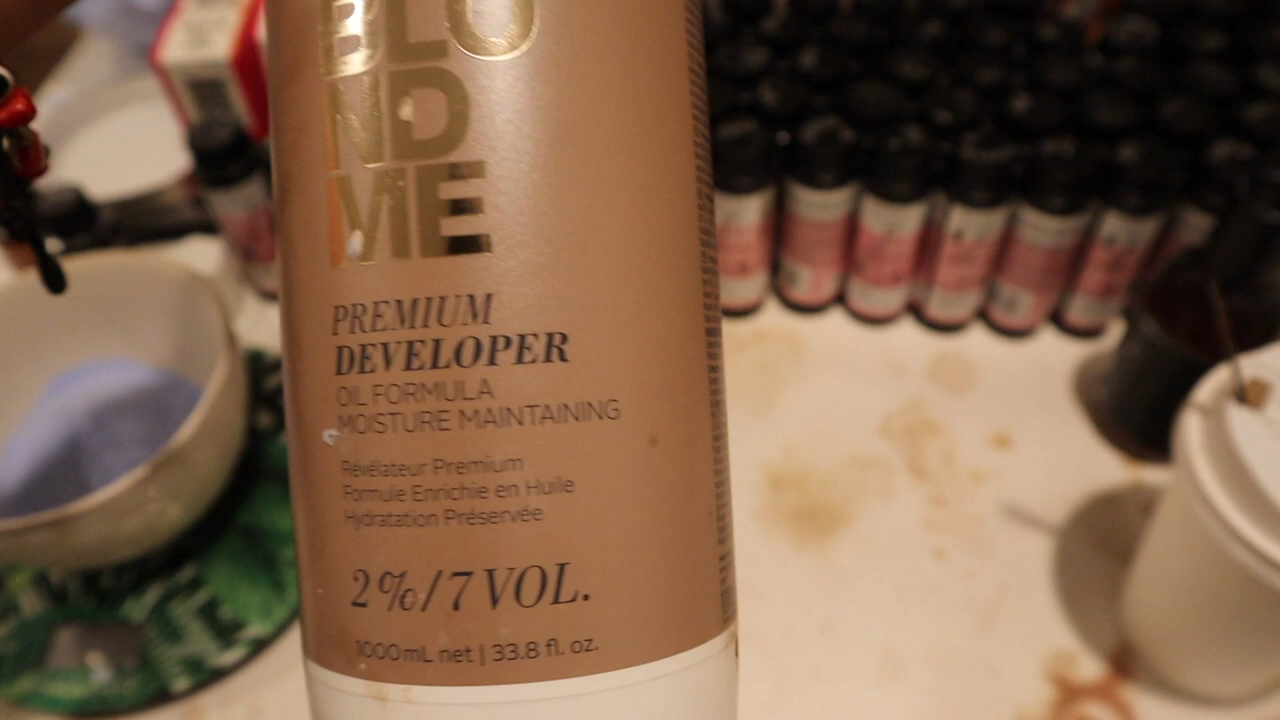 BLO
ND
ME
PREMIUM
DEVELOPER
OIL FORMULA
MOISTURE MAINTAINING
Révélateur Premium
Formule Enrichie en Huile
Hydratation Préservée
2%/7 VOL.
1000mL net | 33.8 fl. oz.